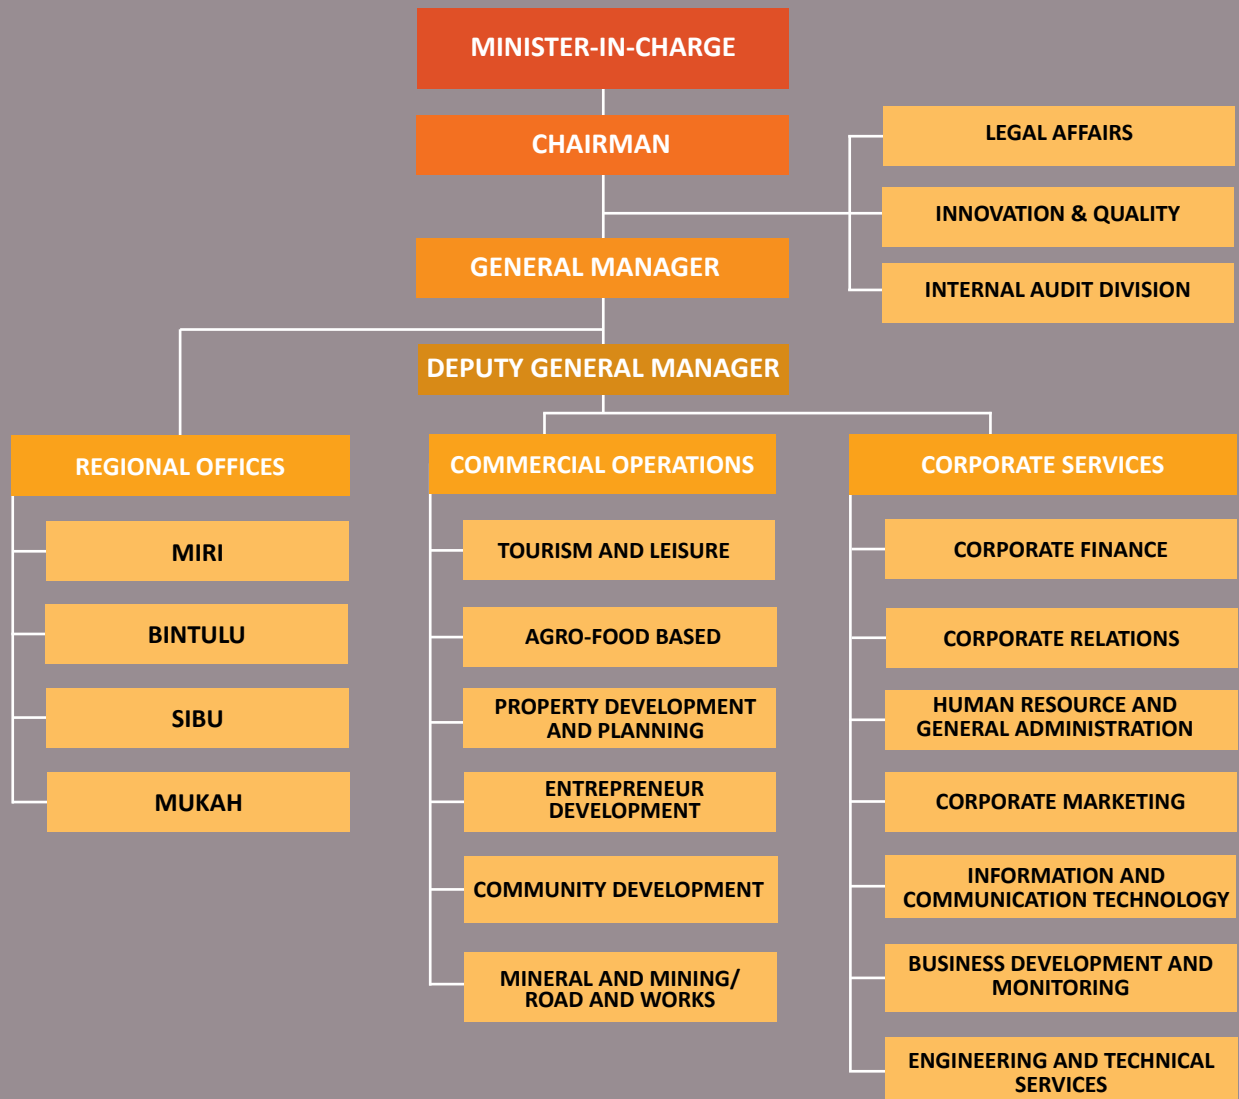 MINISTER-IN-CHARGE
CHAIRMAN
LEGAL AFFAIRS
INNOVATION & QUALITY
GENERAL MANAGER
INTERNAL AUDIT DIVISION
DEPUTY GENERAL MANAGER
REGIONAL OFFICES
MIRI
BINTULU
SIBU
MUKAH
COMMERCIAL OPERATIONS
TOURISM AND LEISURE
AGRO-FOOD BASED
PROPERTY DEVELOPMENT
AND PLANNING
ENTREPRENEUR
DEVELOPMENT
COMMUNITY DEVELOPMENT
MINERAL AND MINING/
ROAD AND WORKS
CORPORATE SERVICES
CORPORATE FINANCE
CORPORATE RELATIONS
HUMAN RESOURCE AND
GENERAL ADMINISTRATION
CORPORATE MARKETING
INFORMATION AND
COMMUNICATION TECHNOLOGY
BUSINESS DEVELOPMENT AND
MONITORING
ENGINEERING AND TECHNICAL
SERVICES